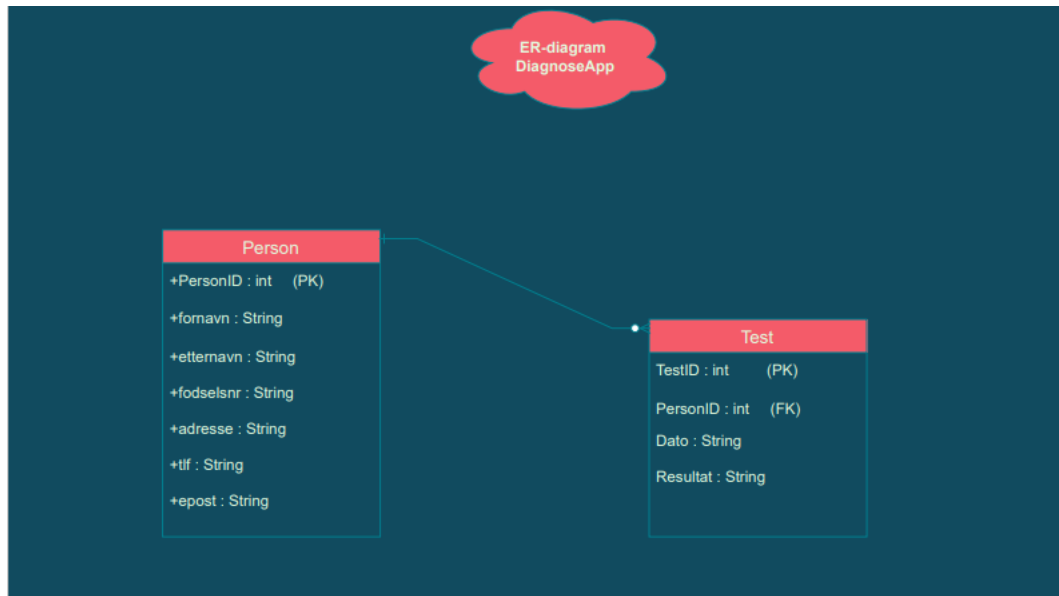 ER-diagram
DiagnoseApp
Person
+PersonID : int (PK)
+fornavn : String
+etternavn : String
+fodselsnr : String
+adresse : String
+tlf : String
+epost : String
Test
TestID : int (PK)
PersonID : int (FK)
Dato : String
Resultat : String